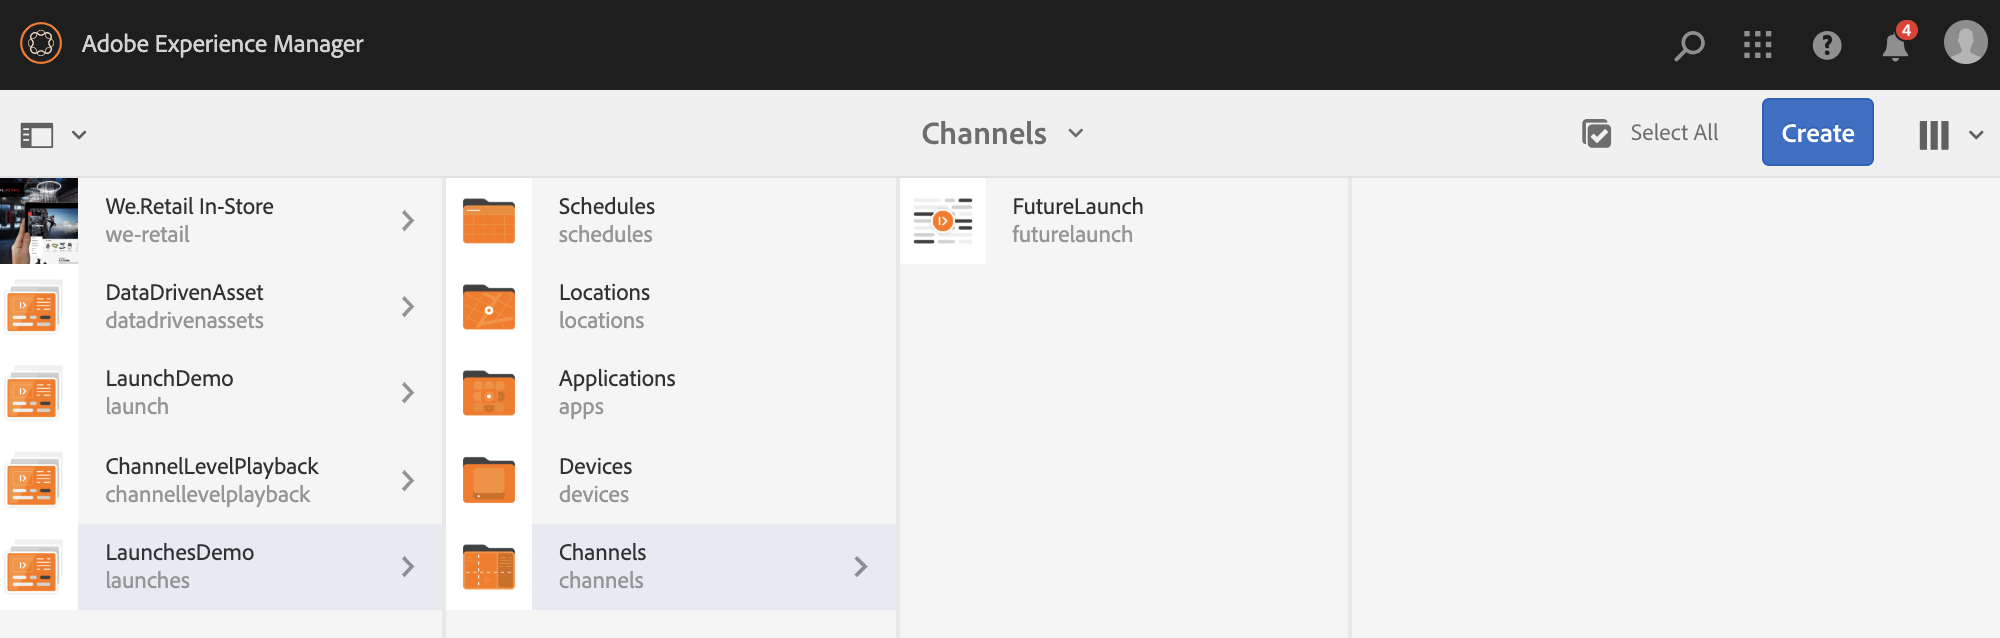 Adobe Experience Manager
4
Channels
Select All
Create
We.Retail In-Store
we-retail
DataDrivenAsset
datadrivenassets
LaunchDemo
launch
ChannelLevelPlayback
channellevelplayback
LaunchesDemo
launches
Schedules
schedules
Locations
locations
Applications
apps
Devices
devices
Channels
channels
FutureLaunch
futurelaunch